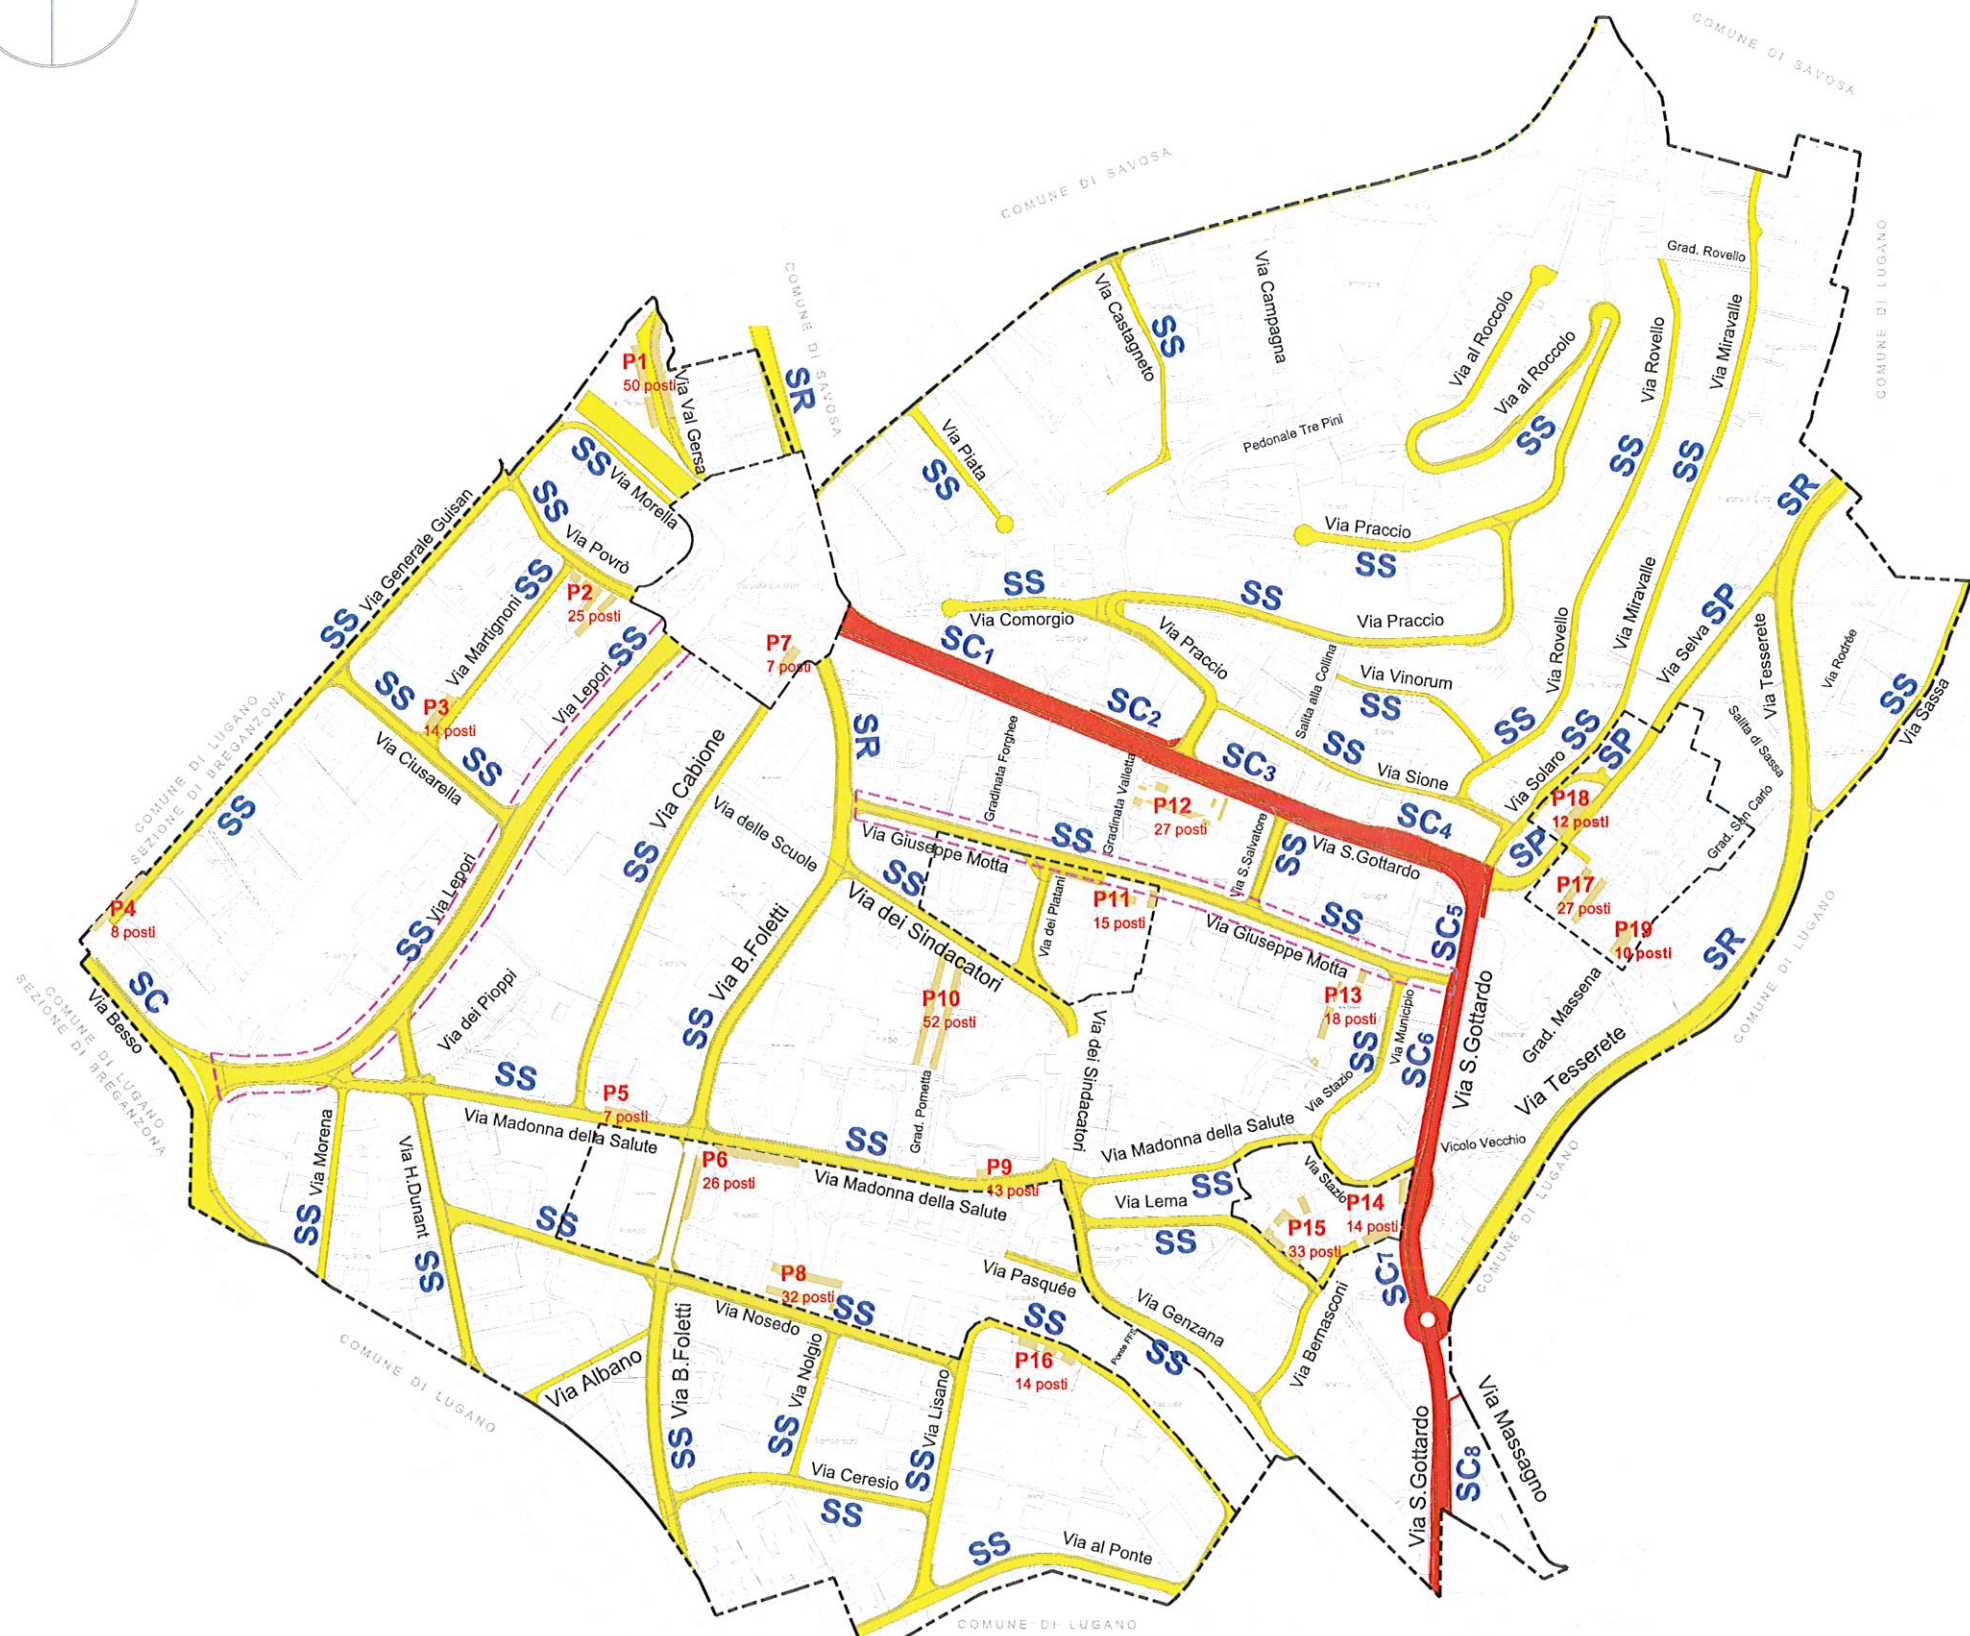 COMUNE DI SAVOSA
COMUNE DI SAVOSA
COMUNE DI SAVOSA
COMUNE DI LUGANO
Grad. Rovello
Via Castagneto
SS
Via Campagna
Via al Roccolo
Via al Roccolo
SS
Via Rovello
SS
Via Miravalle
SS
P1
50 posti
Via Val Gersa
SR
Via Piata
SS
Pedonale Tre Pini
SS
Via Morella
SS
Via Povrò
Via Generale Guisan
SS
Via Praccio
SS
SR
P2
25 posti
Via Martignoni
SS
SS
Via Comorgio
SS
Via Praccio
Via Praccio
Via Rovello
Via Miravalle
Via Selva
SP
Via Tesserete
Via Rodrée
SS
Via Sassa
Via Lepori
SS
P7
7 posti
SC1
SC2
SC3
SC4
Salita alla Collina
Via Vinorum
SS
SS
SS
Via Sione
SS
Via Solaro
SP
Salita di Sassa
Grad. San Carlo
SS
P3
14 posti
SS
Via Ciusarella
COMUNE DI LUGANO
SEZIONE DI BREGANZONA
SS
SR
Via Cabione
SS
Via delle Scuole
Gradinata Forghee
Gradinata Valletta
P12
27 posti
Via S.Salvatore
SS
Via S.Gottardo
P18
12 posti
SP
Via Giuseppe Motta
SS
SS
Via dei Sindacatori
Via dei Platani
P11
15 posti
SS
Via Giuseppe Motta
SC5
P17
27 posti
P19
10 posti
SR
COMUNE DI LUGANO
P4
8 posti
SC
Via Besso
COMUNE DI LUGANO
SEZIONE DI BREGANZONA
SS
Via Lepori
Via dei Pioppi
Via B.Foletti
SS
P10
52 posti
P13
18 posti
SS
Via Municipio
SC6
Via S.Gottardo
Grad. Massena
Via Tesserete
SS
P5
7 posti
Via Madonna della Salute
Grad. Pometta
Via dei Sindacatori
Via Stazio
Via Madonna della Salute
Vicolo Vecchio
SS
Via Morena
SS
Via H.Dunant
SS
SS
P6
26 posti
Via Madonna della Salute
P9
13 posti
Via Lema
SS
SS
Via Stazio
P14
14 posti
P15
33 posti
SC7
COMUNE DI LUGANO
P8
32 posti
SS
Via Nosedo
Via Pasquée
SS
Via Genzana
Ponte FFS
SS
Via Bernasconi
COMUNE DI LUGANO
Via Albano
Via B.Foletti
SS
Via Nolgio
SS
P16
14 posti
Via Lisano
SS
Via Ceresio
SS
Via S.Gottardo
SC8
Via Massagno
SS
Via al Ponte
COMUNE DI LUGANO